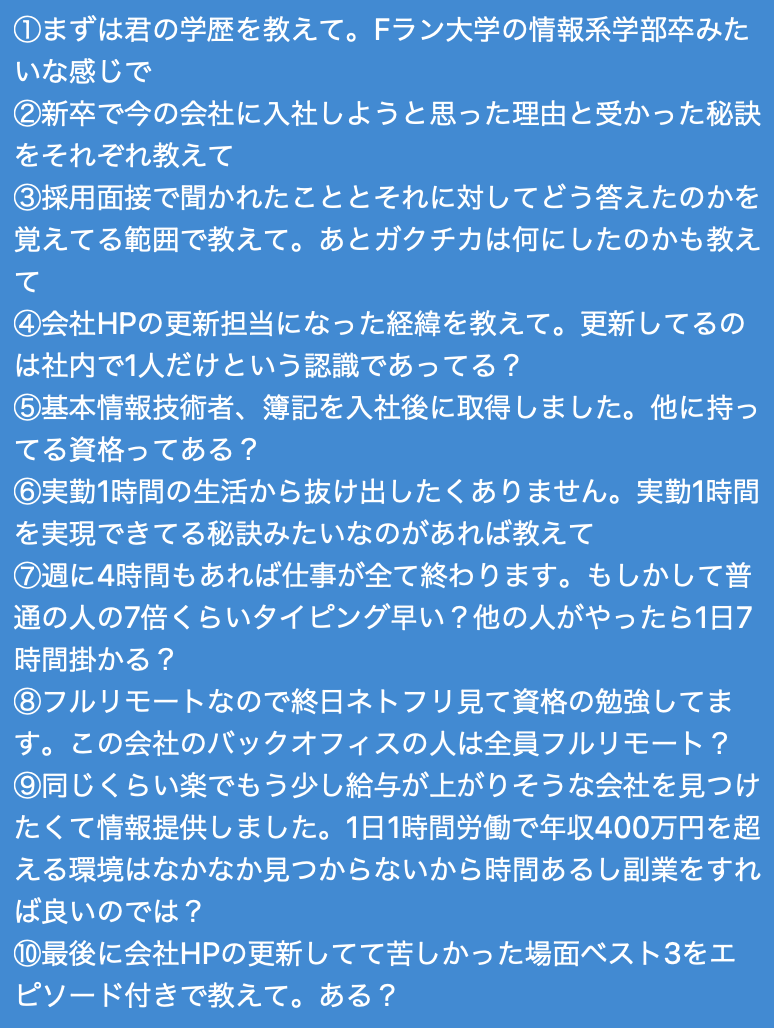 ①まずは君の学歴を教えて。Fラン大学の情報系学部卒みた
いな感じで
②新卒で今の会社に入社しようと思った理由と受かった秘訣
をそれぞれ教えて
③採用面接で聞かれたこととそれに対してどう答えたのかを
覚えてる範囲で教えて。あとガクチカは何にしたのかも教え
て
④会社HPの更新担当になった経緯を教えて。更新してるの
は社内で1人だけという認識であってる？
⑤基本情報技術者、簿記を入社後に取得しました。他に持っ
てる資格ってある？
⑥実勤1時間の生活から抜け出したくありません。実勤1時間
を実現できてる秘訣みたいなのがあれば教えて
⑦週に4時間もあれば仕事が全て終わります。もしかして普
通の人の7倍くらいタイピング早い？他の人がやったら1日7
時間掛かる？
⑧フルリモートなので終日ネトフリ見て資格の勉強してま
す。この会社のバックオフィスの人は全員フルリモート？
⑨同じくらい楽でもう少し給与が上がりそうな会社を見つけ
たくて情報提供しました。1日1時間労働で年収400万円を超
える環境はなかなか見つからないから時間あるし副業をすれ
ば良いのでは？
⑩最後に会社HPの更新してて苦しかった場面ベスト3をエ
ピソード付きで教えて。ある？